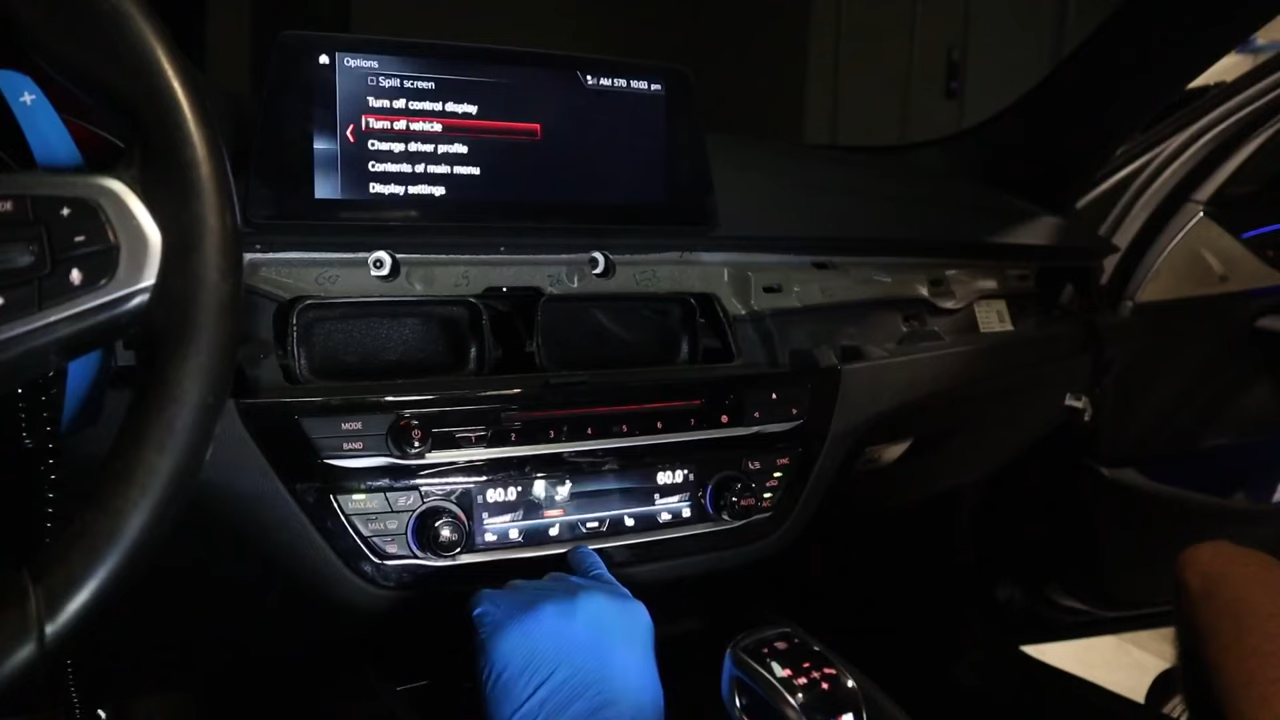 Options
Split screen
AM 570 10:03 pm
Turn off control display
Turn off vehicle
Change driver profile
Contents of main menu
Display settings
MODE
1 2 3 4 5 6 7 8
BAND
SYNC
60.0° 60.0°
MAX A/C
AUTO
A/C
MAX
AUTO